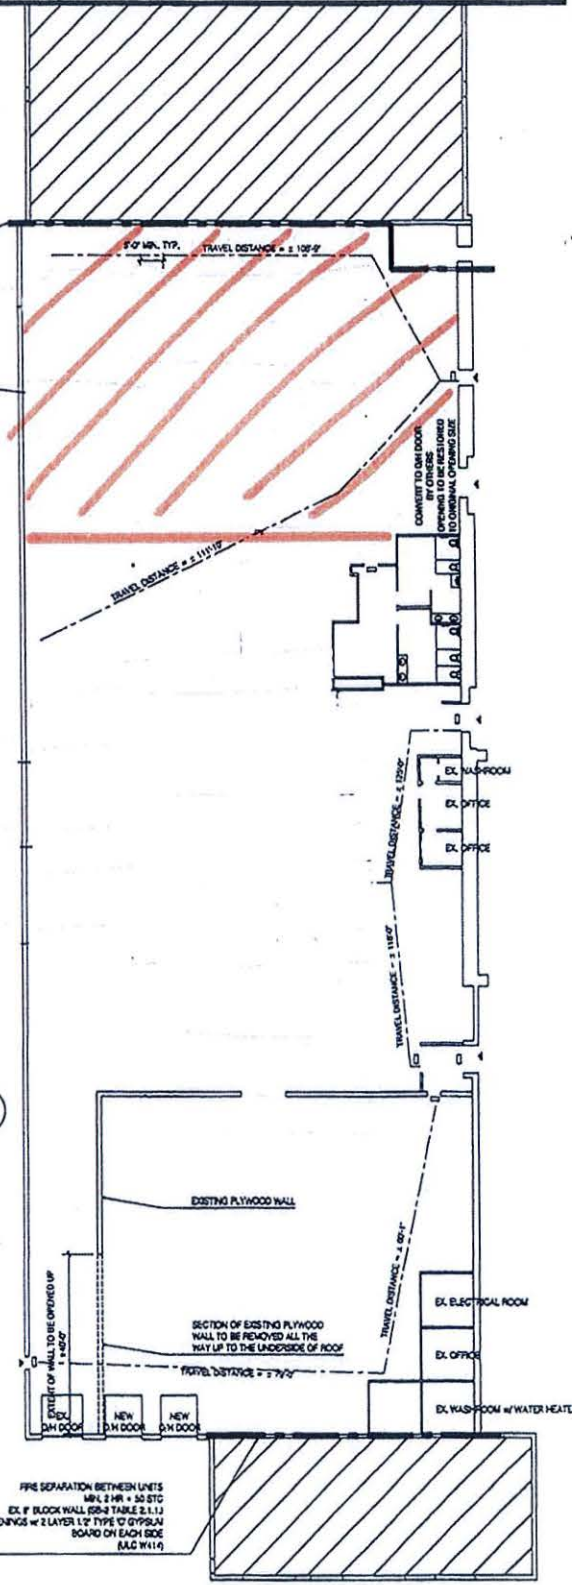 5'-0" MIN. TYP.
TRAVEL DISTANCE = ± 106'-9"
CONVERT TO O/H DOOR
BY OTHERS
OPENING TO BE RESTORED
TO ORIGINAL OPENING SIZE
TRAVEL DISTANCE = ± 111'-10"
TRAVEL DISTANCE = ± 125'-0"
EX. WASHROOM
EX. OFFICE
EX. OFFICE
TRAVEL DISTANCE = ± 118'-0"
EXISTING PLYWOOD WALL
TRAVEL DISTANCE = ± 60'-1"
EX. ELECTRICAL ROOM
EXTENT OF WALL TO BE OPENED UP
± 40'-0"
SECTION OF EXISTING PLYWOOD
WALL TO BE REMOVED ALL THE
WAY UP TO THE UNDERSIDE OF ROOF
EX. OFFICE
TRAVEL DISTANCE = ± 79'-0"
EX.
O/H DOOR
NEW
O/H DOOR
NEW
O/H DOOR
EX. WASHROOM w/ WATER HEATE
FIRE SEPARATION BETWEEN UNITS
MIN. 2 HR + 50 STC
EX. 8" BLOCK WALL (SB-2 TABLE 2.1.1.)
ENINGS w/ 2 LAYER 1/2" TYPE 'C' GYPSUM
BOARD ON EACH SIDE
(ULC W414)